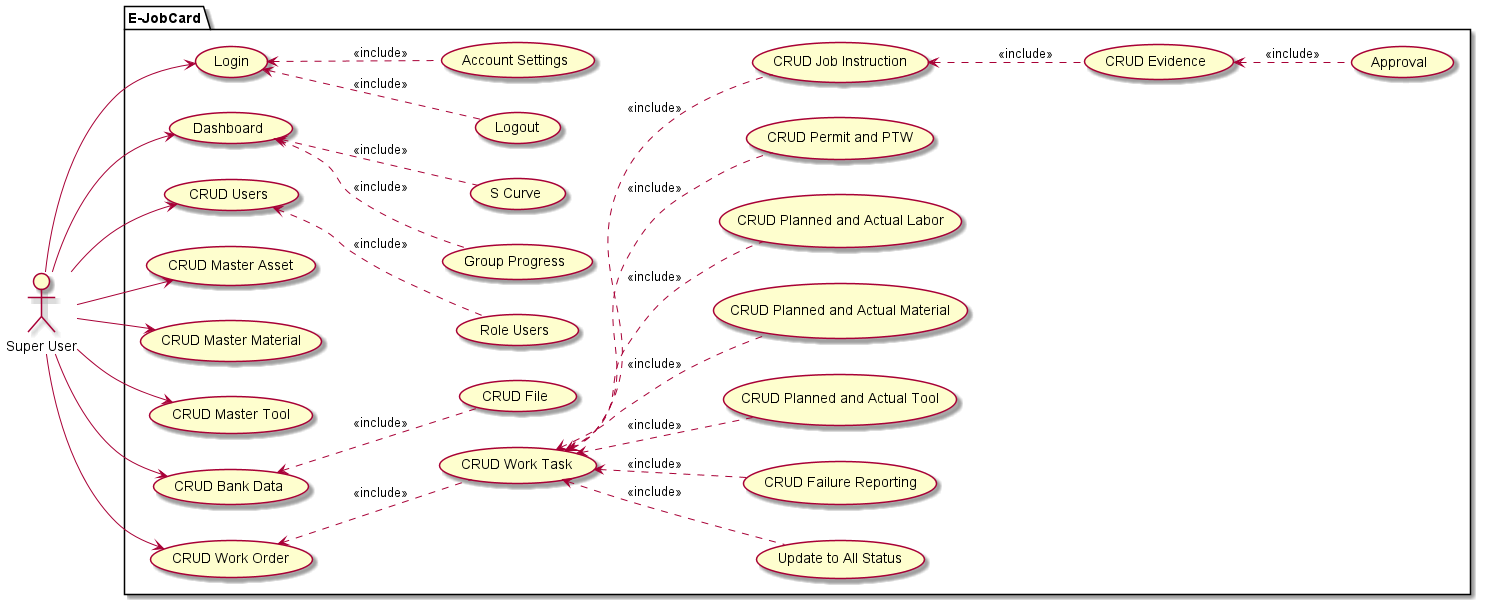 E-JobCard
Super User
Login
Dashboard
CRUD Users
CRUD Master Asset
CRUD Master Material
CRUD Master Tool
CRUD Bank Data
CRUD Work Order
«include»
«include»
«include»
«include»
«include»
«include»
«include»
Account Settings
Logout
S Curve
Group Progress
Role Users
CRUD File
CRUD Work Task
«include»
«include»
«include»
«include»
«include»
«include»
«include»
CRUD Job Instruction
CRUD Permit and PTW
CRUD Planned and Actual Labor
CRUD Planned and Actual Material
CRUD Planned and Actual Tool
CRUD Failure Reporting
Update to All Status
«include»
CRUD Evidence
«include»
Approval